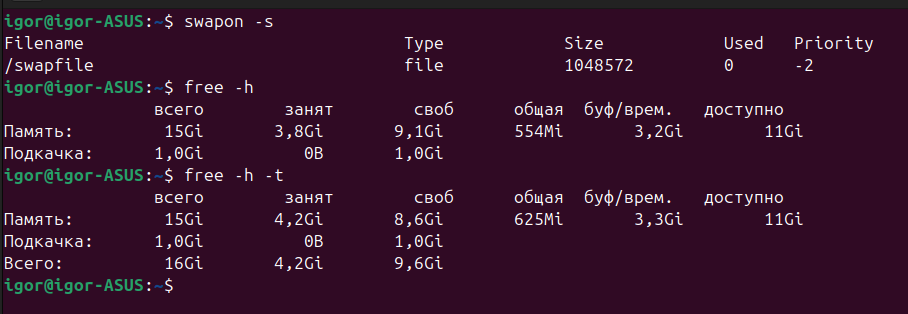 igor@igor-ASUS:~$ swapon -s
Filename Type Size Used Priority
/swapfile file 1048572 0 -2
igor@igor-ASUS:~$ free -h
всего занят своб общая буф/врем. доступно
Память: 15Gi 3,8Gi 9,1Gi 554Mi 3,2Gi 11Gi
Подкачка: 1,0Gi 0B 1,0Gi
igor@igor-ASUS:~$ free -h -t
всего занят своб общая буф/врем. доступно
Память: 15Gi 4,2Gi 8,6Gi 625Mi 3,3Gi 11Gi
Подкачка: 1,0Gi 0B 1,0Gi
Всего: 16Gi 4,2Gi 9,6Gi
igor@igor-ASUS:~$